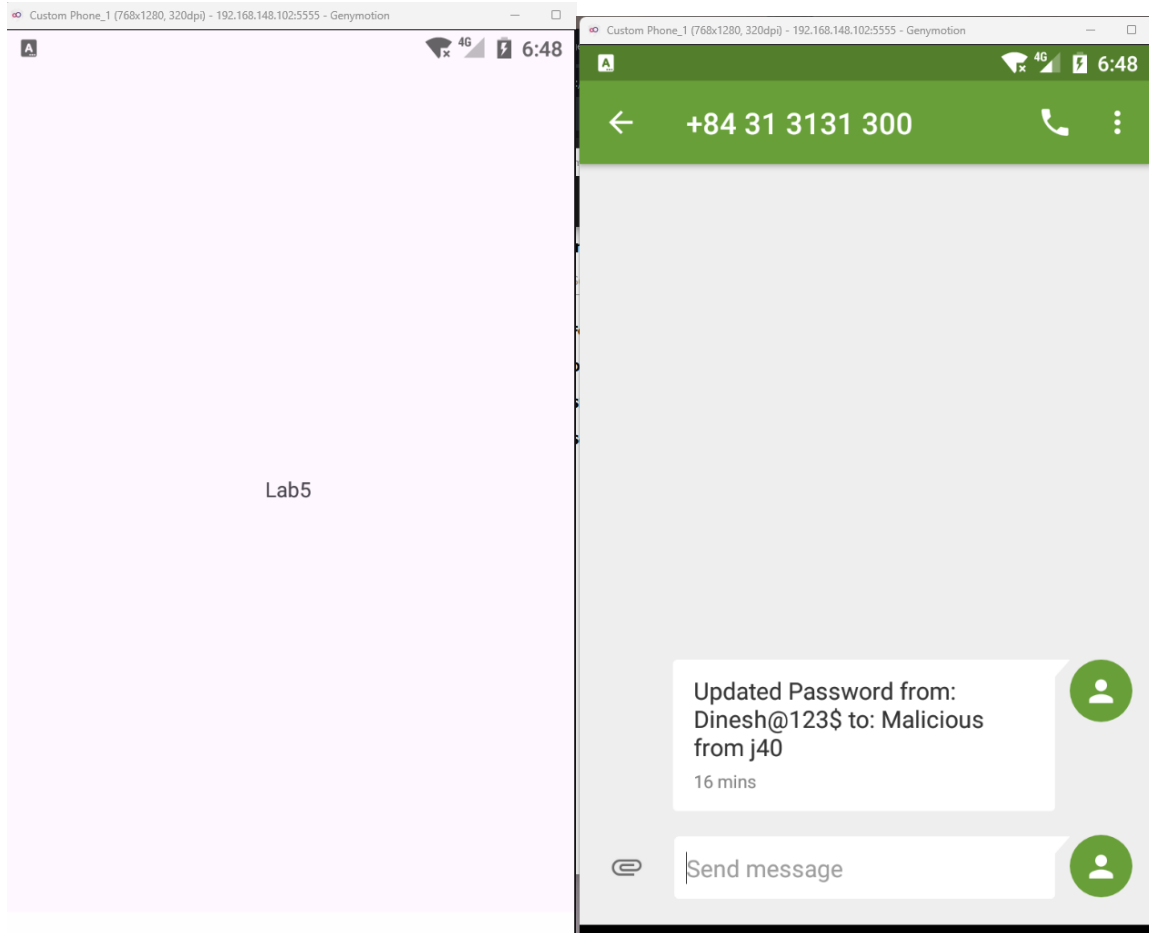 Custom Phone_1 (768x1280, 320dpi) - 192.168.148.102:5555 - Genymotion
A
4G
6:48
Lab5
Custom Phone_1 (768x1280, 320dpi) - 192.168.148.102:5555 - Genymotion
A
4G
6:48
+84 31 3131 300
Updated Password from:
Dinesh@123$ to: Malicious
from j40
16 mins
Send message